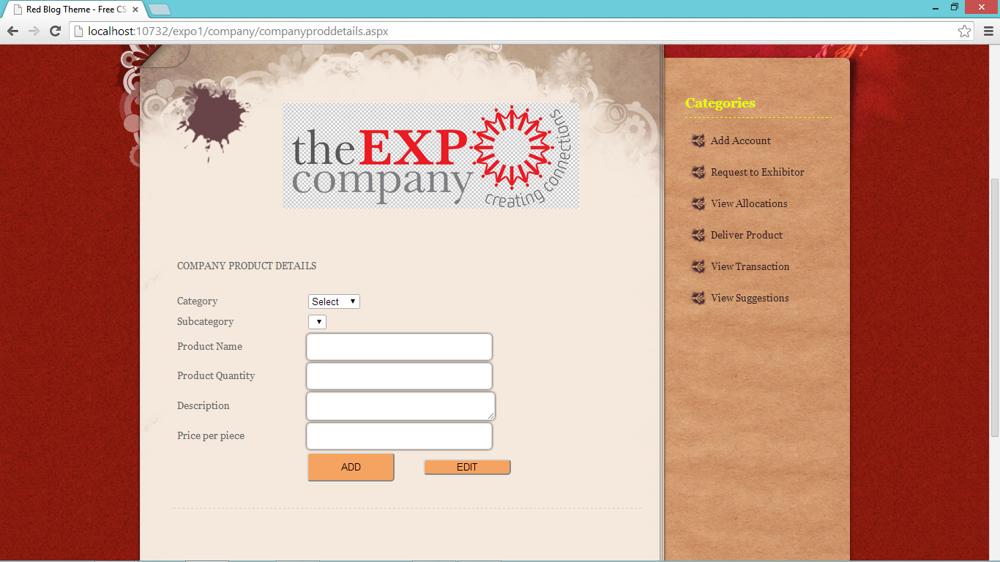 Red Blog Theme - Free CS
localhost:10732/expo1/company/companyproddetails.aspx
the EXPO
company
creating connections
COMPANY PRODUCT DETAILS
Category Select
Subcategory
Product Name
Product Quantity
Description
Price per piece
ADD EDIT
Categories
Add Account
Request to Exhibitor
View Allocations
Deliver Product
View Transaction
View Suggestions